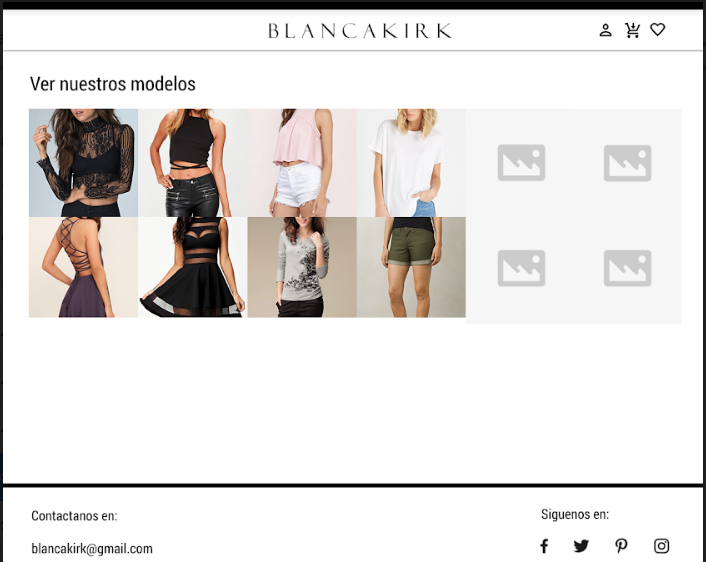 BLANCAKIRK
Ver nuestros modelos
Contactanos en:
Siguenos en:
blancakirk@gmail.com